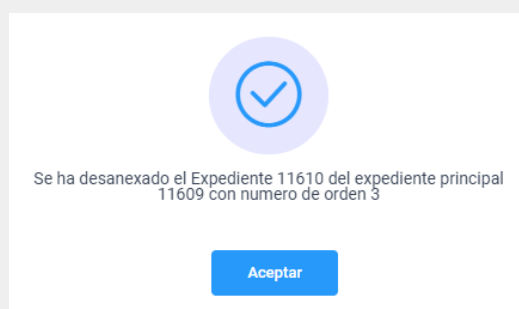 Se ha desanexado el Expediente 11610 del expediente principal
11609 con numero de orden 3
Aceptar